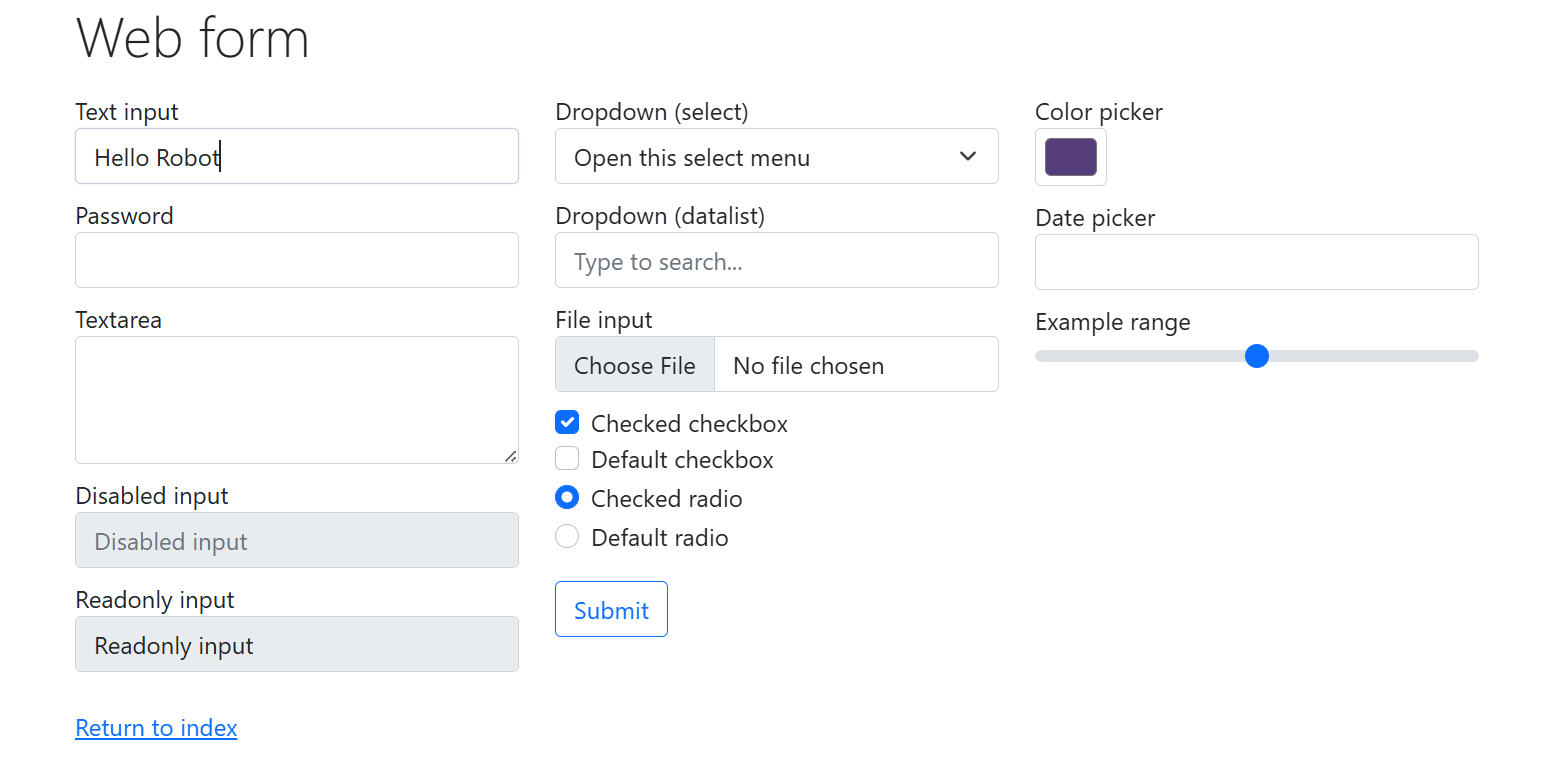 Web form
Text input
Hello Robot
Password
Textarea
Disabled input
Disabled input
Readonly input
Readonly input
Return to index
Dropdown (select)
Open this select menu
Dropdown (datalist)
Type to search...
File input
Choose File No file chosen
Checked checkbox
Default checkbox
Checked radio
Default radio
Submit
Color picker
Date picker
Example range